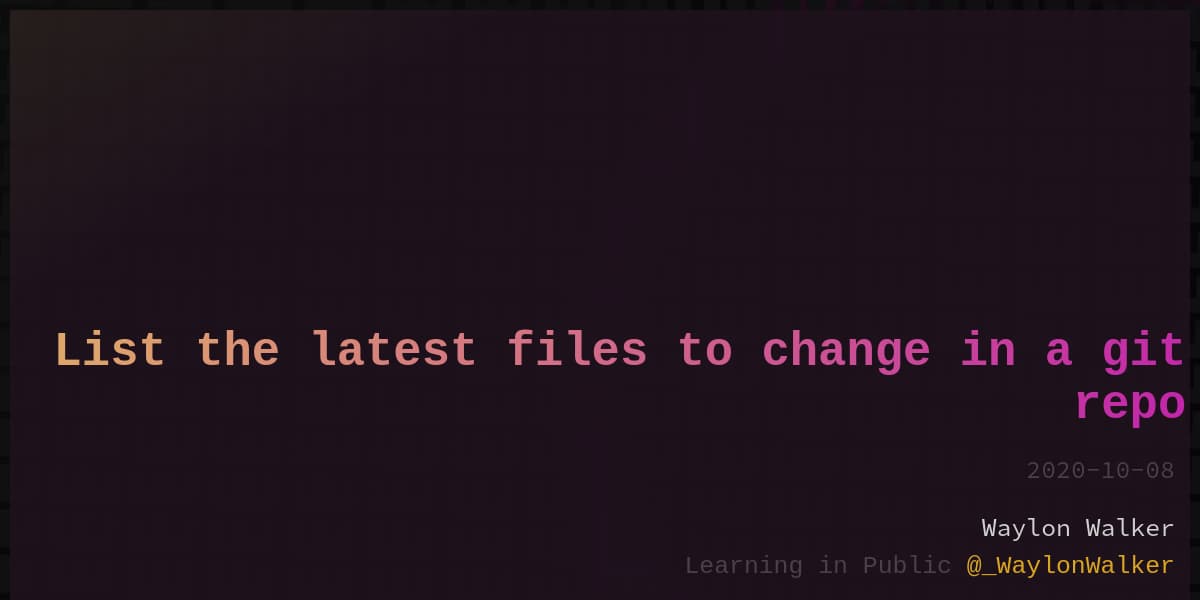 List the latest files to change in a git
repo
2020-10-08
Waylon Walker
Learning in Public @_WaylonWalker